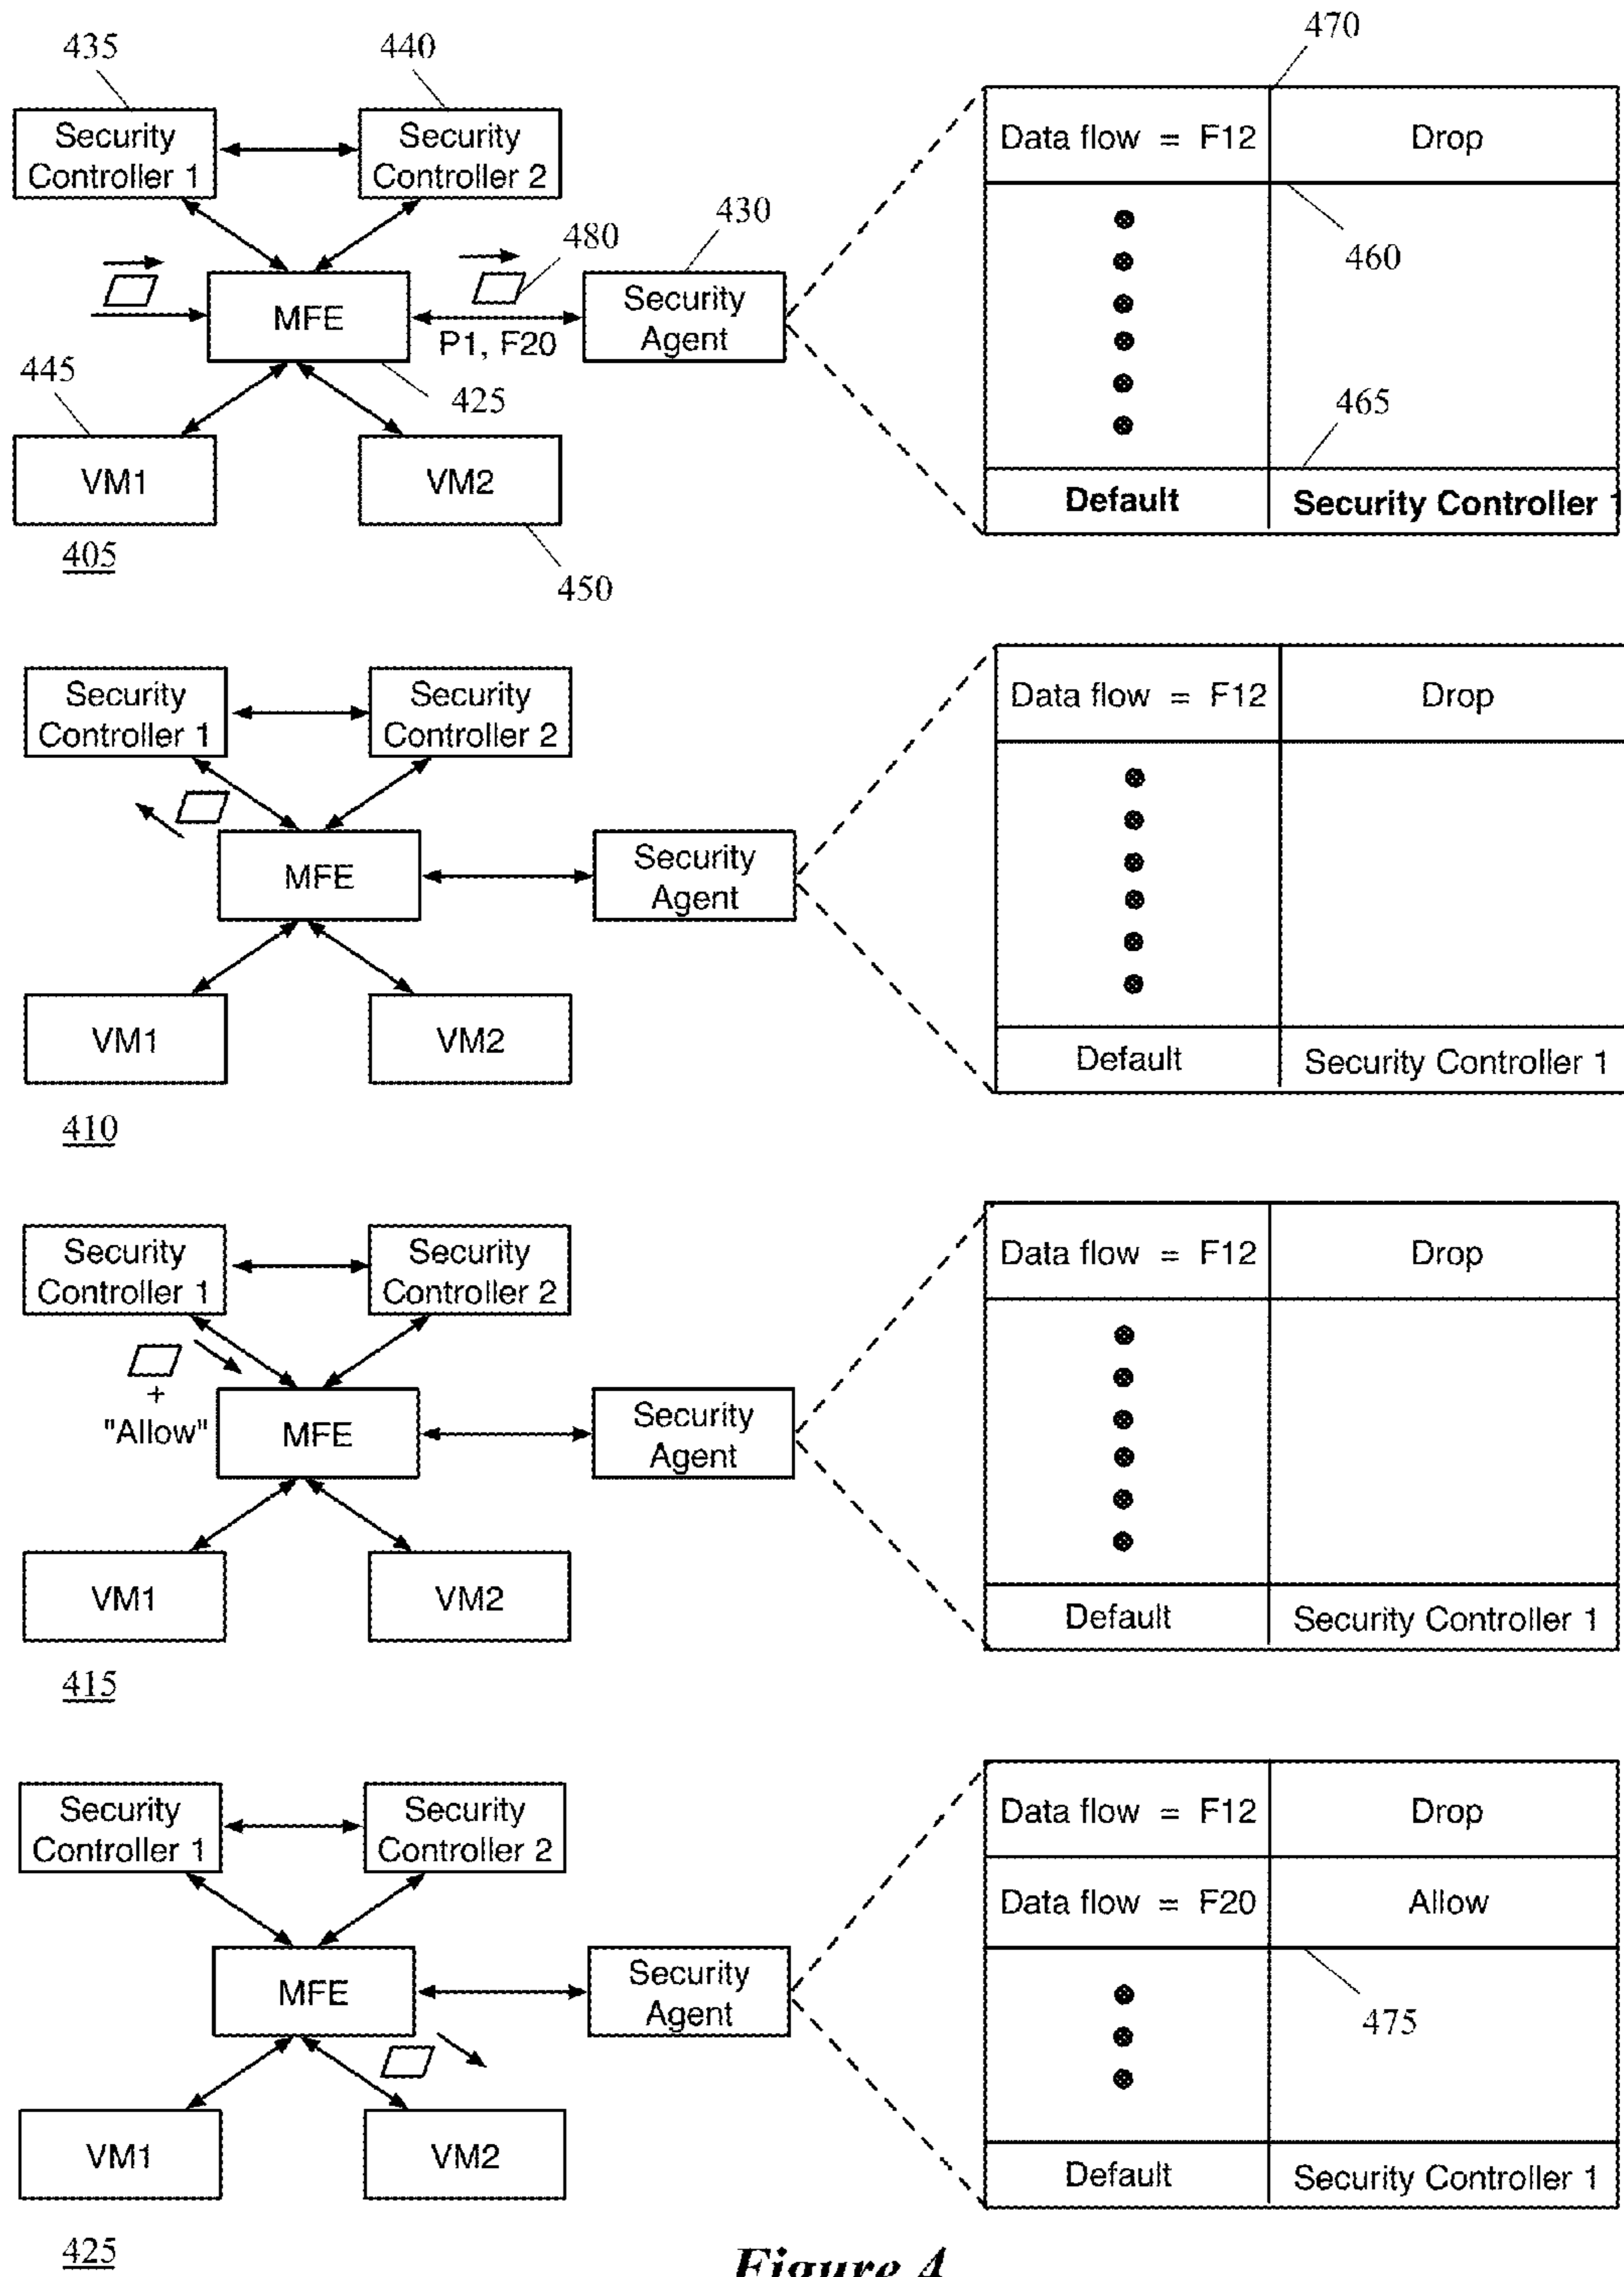 435
440
470
Security
Controller 1
Security
Controller 2
Data flow = F12
Drop
480
430
460
MFE
P1, F20
Security
Agent
445
425
465
VM1
VM2
Default
Security Controller 1
405
450
Security
Controller 1
Security
Controller 2
Data flow = F12
Drop
MFE
Security
Agent
VM1
VM2
Default
Security Controller 1
410
Security
Controller 1
Security
Controller 2
Data flow = F12
Drop
+
"Allow"
MFE
Security
Agent
VM1
VM2
Default
Security Controller 1
415
Security
Controller 1
Security
Controller 2
Data flow = F12
Drop
Data flow = F20
Allow
MFE
Security
Agent
475
VM1
VM2
Default
Security Controller 1
425
Figure 4